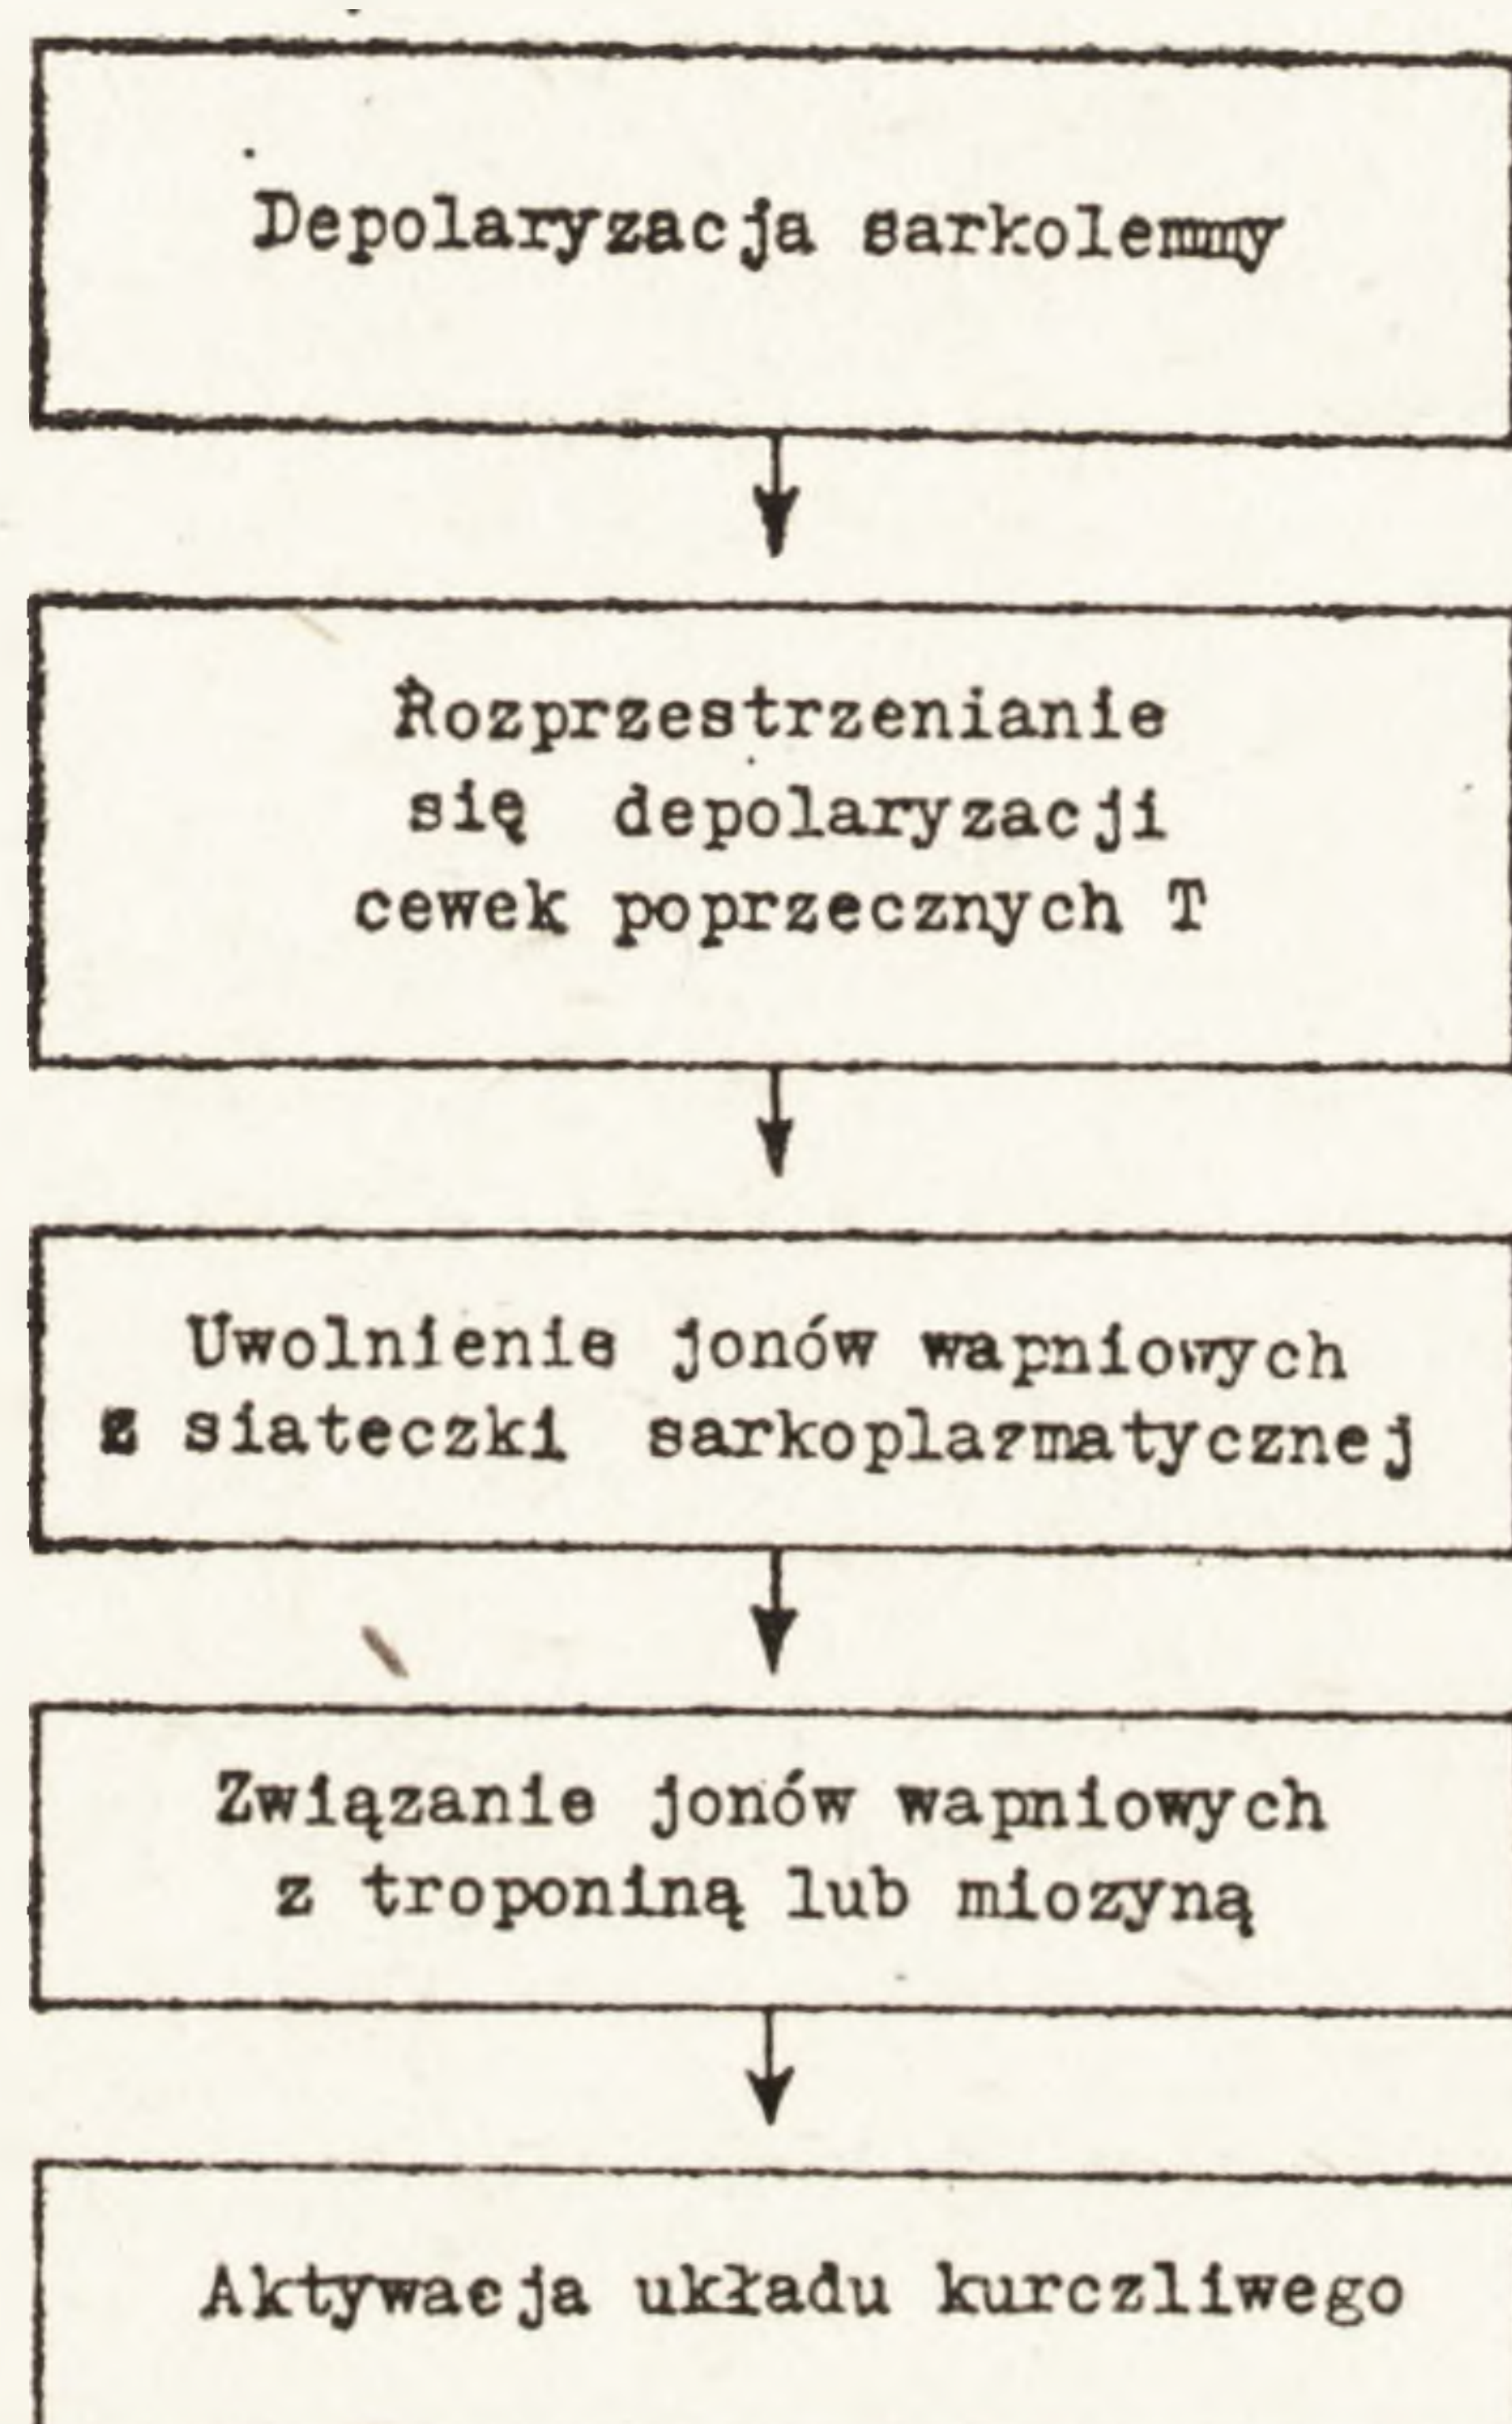 Depolaryzacja sarkolemmy
Rozprzestrzenianie
się depolaryzacji
cewek poprzecznych T
Uwolnienie jonów wapniowych
z siateczki sarkoplazmatycznej
Związanie jonów wapniowych
z troponiną lub miozyną
Aktywacja układu kurczliwego